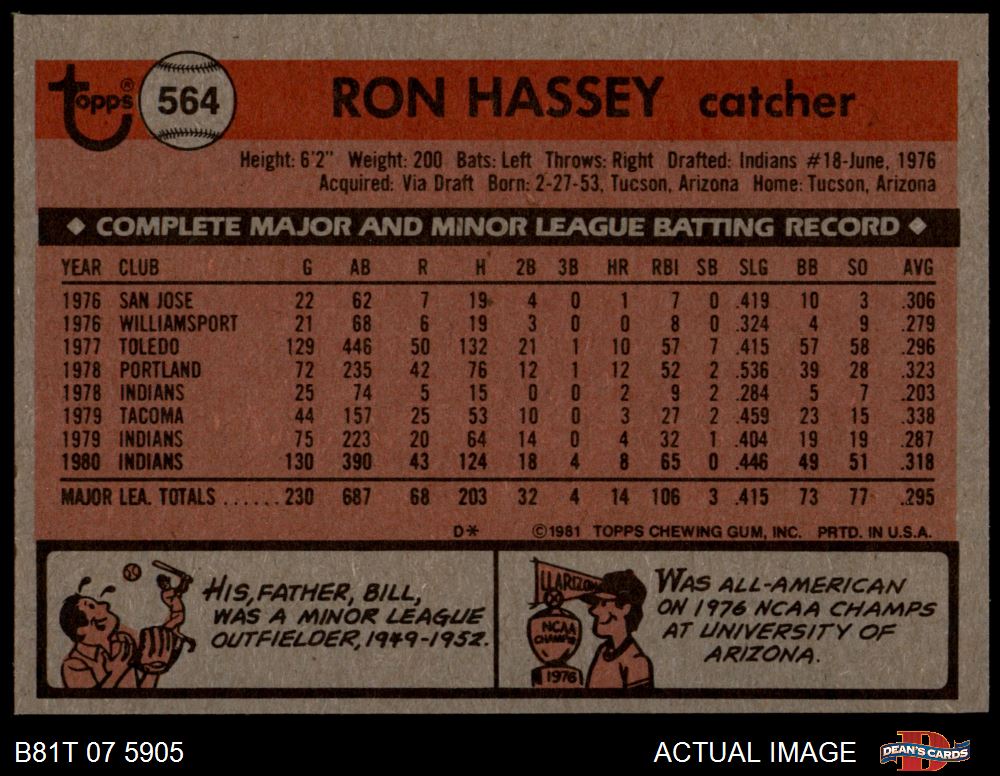 Topps® 564 RON HASSEY catcher
Height: 6'2" Weight: 200 Bats: Left Throws: Right Drafted: Indians #18-June, 1976
Acquired: Via Draft Born: 2-27-53, Tucson, Arizona Home: Tucson, Arizona
◆ COMPLETE MAJOR AND MINOR LEAGUE BATTING RECORD ◆
YEAR CLUB G AB R H 2B 3B HR RBI SB SLG BB SO AVG
1976 SAN JOSE 22 62 7 19 4 0 1 7 0 .419 10 3 .306
1976 WILLIAMSPORT 21 68 6 19 3 0 0 8 0 .324 4 9 .279
1977 TOLEDO 129 446 50 132 21 1 10 57 7 .415 57 58 .296
1978 PORTLAND 72 235 42 76 12 1 12 52 2 .536 39 28 .323
1978 INDIANS 25 74 5 15 0 0 2 9 2 .284 5 7 .203
1979 TACOMA 44 157 25 53 10 0 3 27 2 .459 23 15 .338
1979 INDIANS 75 223 20 64 14 0 4 32 1 .404 19 19 .287
1980 INDIANS 130 390 43 124 18 4 8 65 0 .446 49 51 .318
MAJOR LEA. TOTALS ...... 230 687 68 203 32 4 14 106 3 .415 73 77 .295
D* ©1981 TOPPS CHEWING GUM, INC. PRTD. IN U.S.A.
HIS, FATHER, BILL,
WAS A MINOR LEAGUE
OUTFIELDER, 1949-1952.
U. ARIZON
NCAA
CHAMPS
1976
WAS ALL-AMERICAN
ON 1976 NCAA CHAMPS
AT UNIVERSITY OF
ARIZONA.
B81T 07 5905 ACTUAL IMAGE DEAN'S CARDS